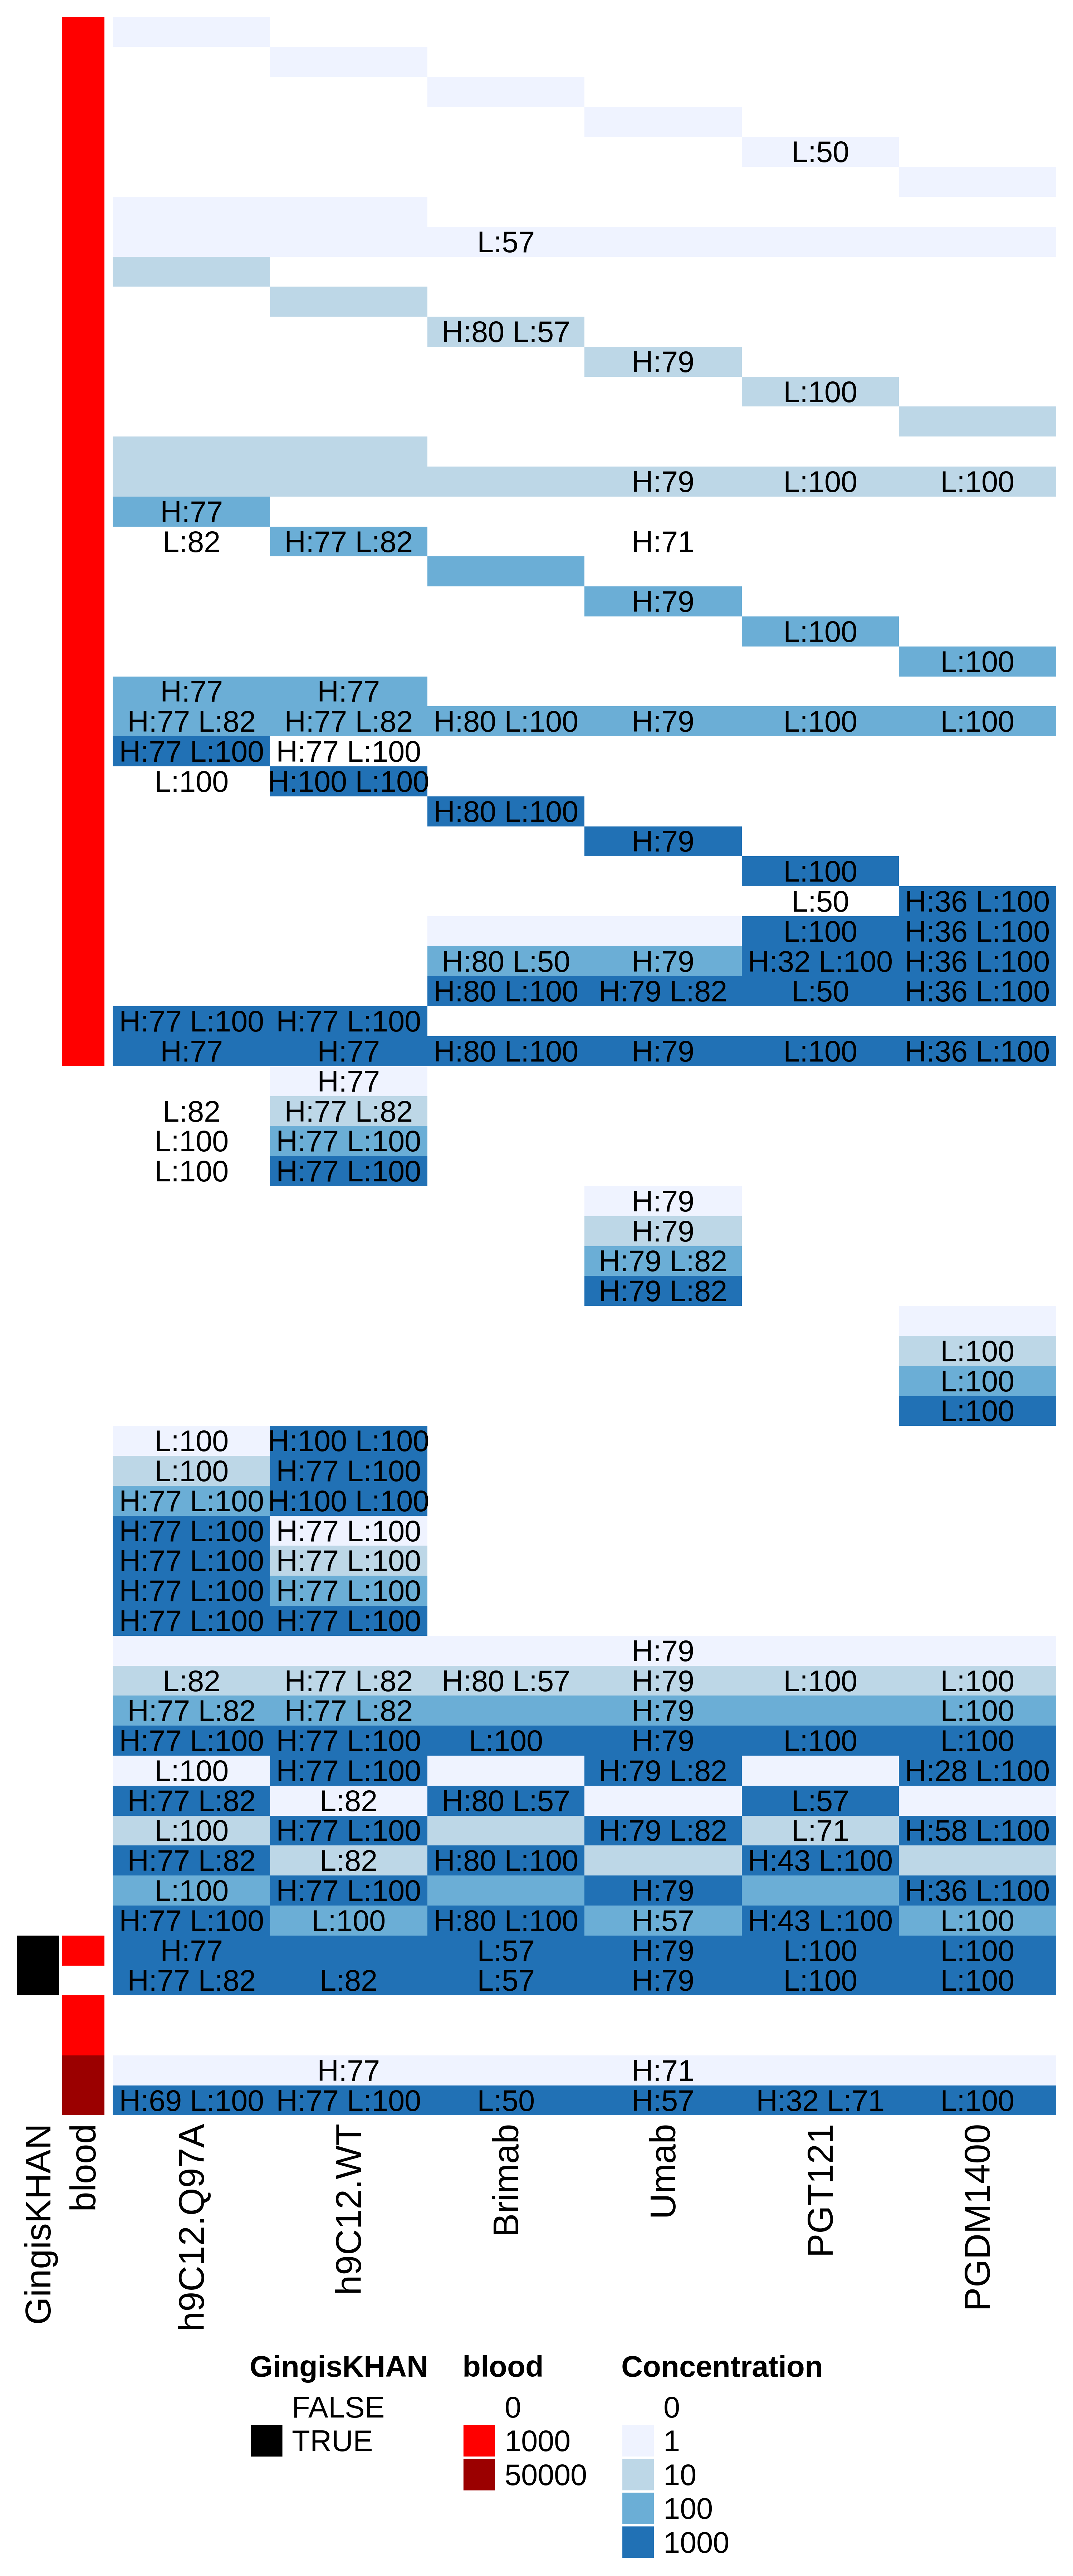 L:50
L:57
H:80 L:57
H:79
L:100
H:79 L:100 L:100
H:77
L:82 H:77 L:82 H:71
H:79
L:100
L:100
H:77 H:77
H:77 L:82 H:77 L:82 H:80 L:100 H:79 L:100 L:100
H:77 L:100 H:77 L:100
L:100 H:100 L:100
H:80 L:100
H:79
L:100
L:50 H:36 L:100
L:100 H:36 L:100
H:80 L:50 H:79 H:32 L:100 H:36 L:100
H:80 L:100 H:79 L:82 L:50 H:36 L:100
H:77 L:100 H:77 L:100
H:77 H:77 H:80 L:100 H:79 L:100 H:36 L:100
H:77
L:82 H:77 L:82
L:100 H:77 L:100
L:100 H:77 L:100
H:79
H:79
H:79 L:82
H:79 L:82
L:100
L:100
L:100
L:100 H:100 L:100
L:100 H:77 L:100
H:77 L:100 H:100 L:100
H:77 L:100 H:77 L:100
H:77 L:100 H:77 L:100
H:77 L:100 H:77 L:100
H:77 L:100 H:77 L:100
H:79
L:82 H:77 L:82 H:80 L:57 H:79 L:100 L:100
H:77 L:82 H:77 L:82 H:79 L:100
H:77 L:100 H:77 L:100 L:100 H:79 L:100 L:100
L:100 H:77 L:100 H:79 L:82 H:28 L:100
H:77 L:82 L:82 H:80 L:57 L:57
L:100 H:77 L:100 H:79 L:82 L:71 H:58 L:100
H:77 L:82 L:82 H:80 L:100 H:43 L:100
L:100 H:77 L:100 H:79 H:36 L:100
H:77 L:100 L:100 H:80 L:100 H:57 H:43 L:100 L:100
H:77 L:57 H:79 L:100 L:100
H:77 L:82 L:82 L:57 H:79 L:100 L:100
H:77 H:71
H:69 L:100 H:77 L:100 L:50 H:57 H:32 L:71 L:100
GingisKHAN
blood
h9C12.Q97A
h9C12.WT
Brimab
Umab
PGT121
PGDM1400
GingisKHAN
FALSE
TRUE
blood
0
1000
50000
Concentration
0
1
10
100
1000